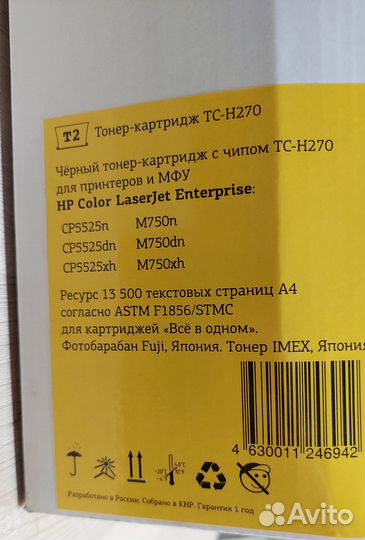 T2 Тонер-картридж TC-H270
Чёрный тонер-картридж с чипом TC-H270
для принтеров и МФУ
HP Color LaserJet Enterprise:
CP5525n M750n
CP5525dn M750dn
CP5525xh M750xh
Ресурс 13 500 текстовых страниц А4
согласно ASTM F1856/STMC
для картриджей «Всё в одном».
Фотобарабан Fuji, Япония. Тонер IMEX, Япония
4 630011 246942
Разработано в России. Собрано в КНР. Гарантия 1 год
Avito